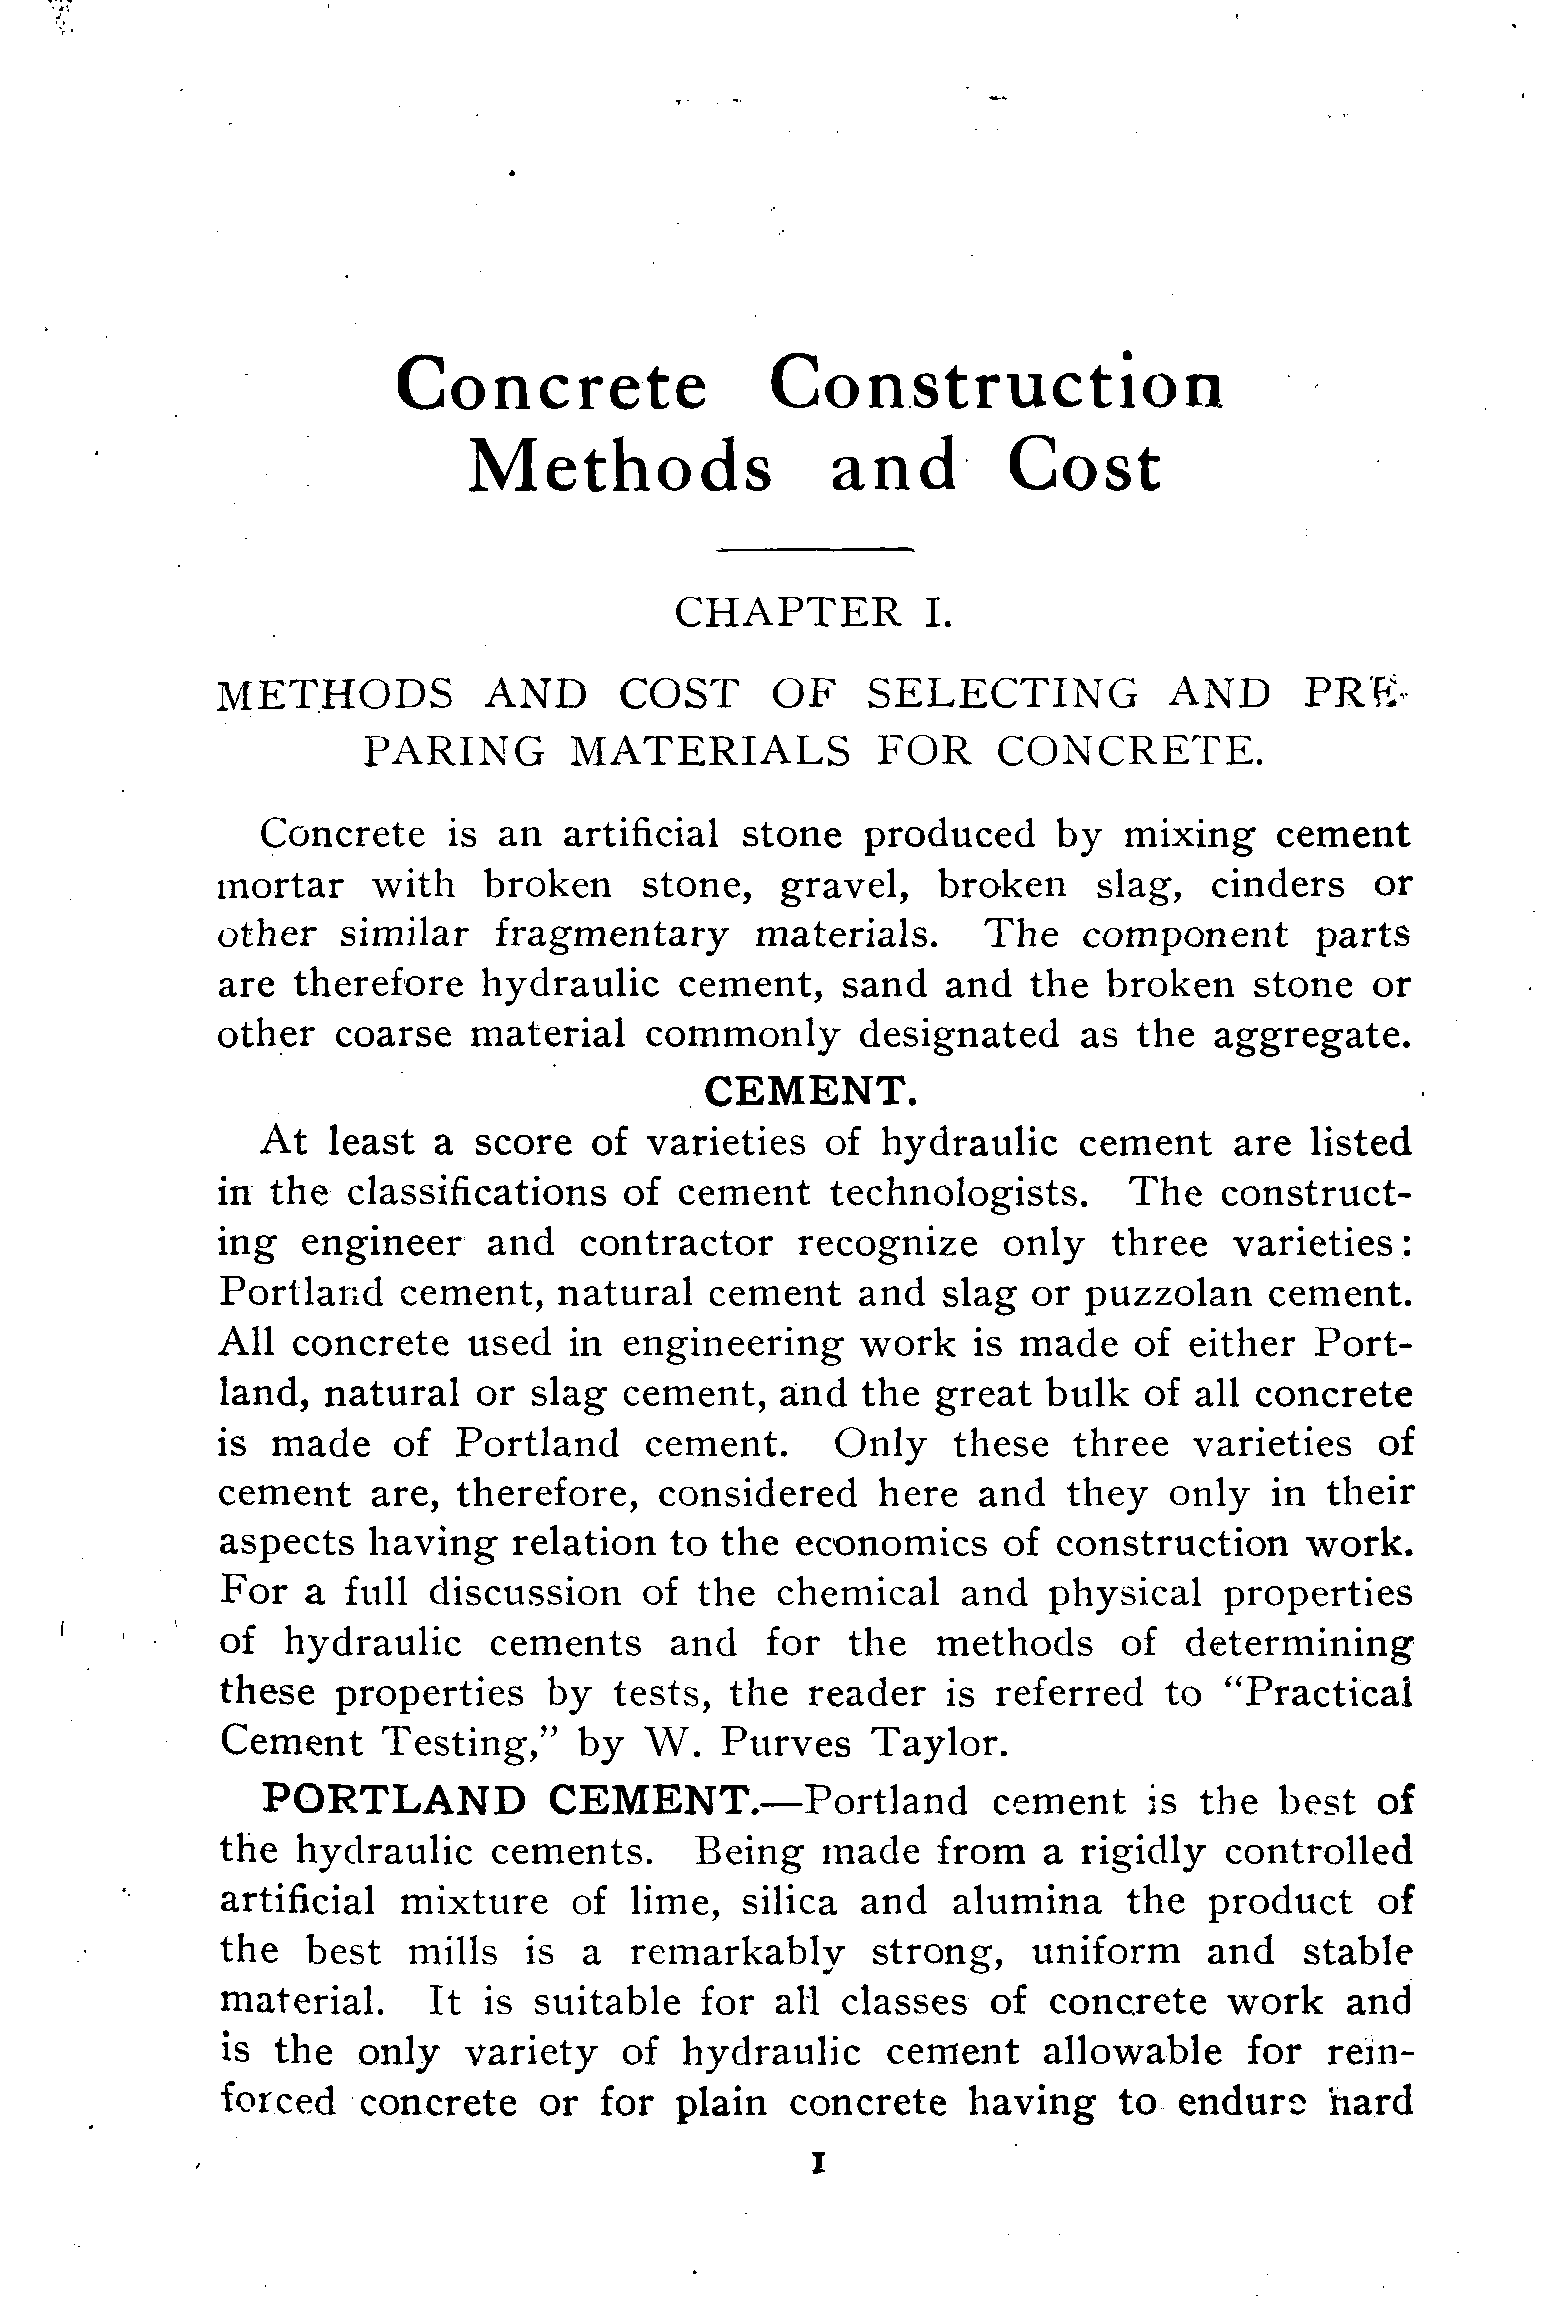 Concrete Construction
Methods and Cost
CHAPTER I.
METHODS AND COST OF SELECTING AND PRE-
PARING MATERIALS FOR CONCRETE.
Concrete is an artificial stone produced by mixing cement
mortar with broken stone, gravel, broken slag, cinders or
other similar fragmentary materials. The component parts
are therefore hydraulic cement, sand and the broken stone or
other coarse material commonly designated as the aggregate.
CEMENT.
At least a score of varieties of hydraulic cement are listed
in the classifications of cement technologists. The construct-
ing engineer and contractor recognize only three varieties:
Portland cement, natural cement and slag or puzzolan cement.
All concrete used in engineering work is made of either Port-
land, natural or slag cement, and the great bulk of all concrete
is made of Portland cement. Only these three varieties of
cement are, therefore, considered here and they only in their
aspects having relation to the economics of construction work.
For a full discussion of the chemical and physical properties
of hydraulic cements and for the methods of determining
these properties by tests, the reader is referred to “Practical
Cement Testing,” by W. Purves Taylor.
PORTLAND CEMENT.—Portland cement is the best of
the hydraulic cements. Being made from a rigidly controlled
artificial mixture of lime, silica and alumina the product of
the best mills is a remarkably strong, uniform and stable
material. It is suitable for all classes of concrete work and
is the only variety of hydraulic cement allowable for rein-
forced concrete or for plain concrete having to endure hard
1